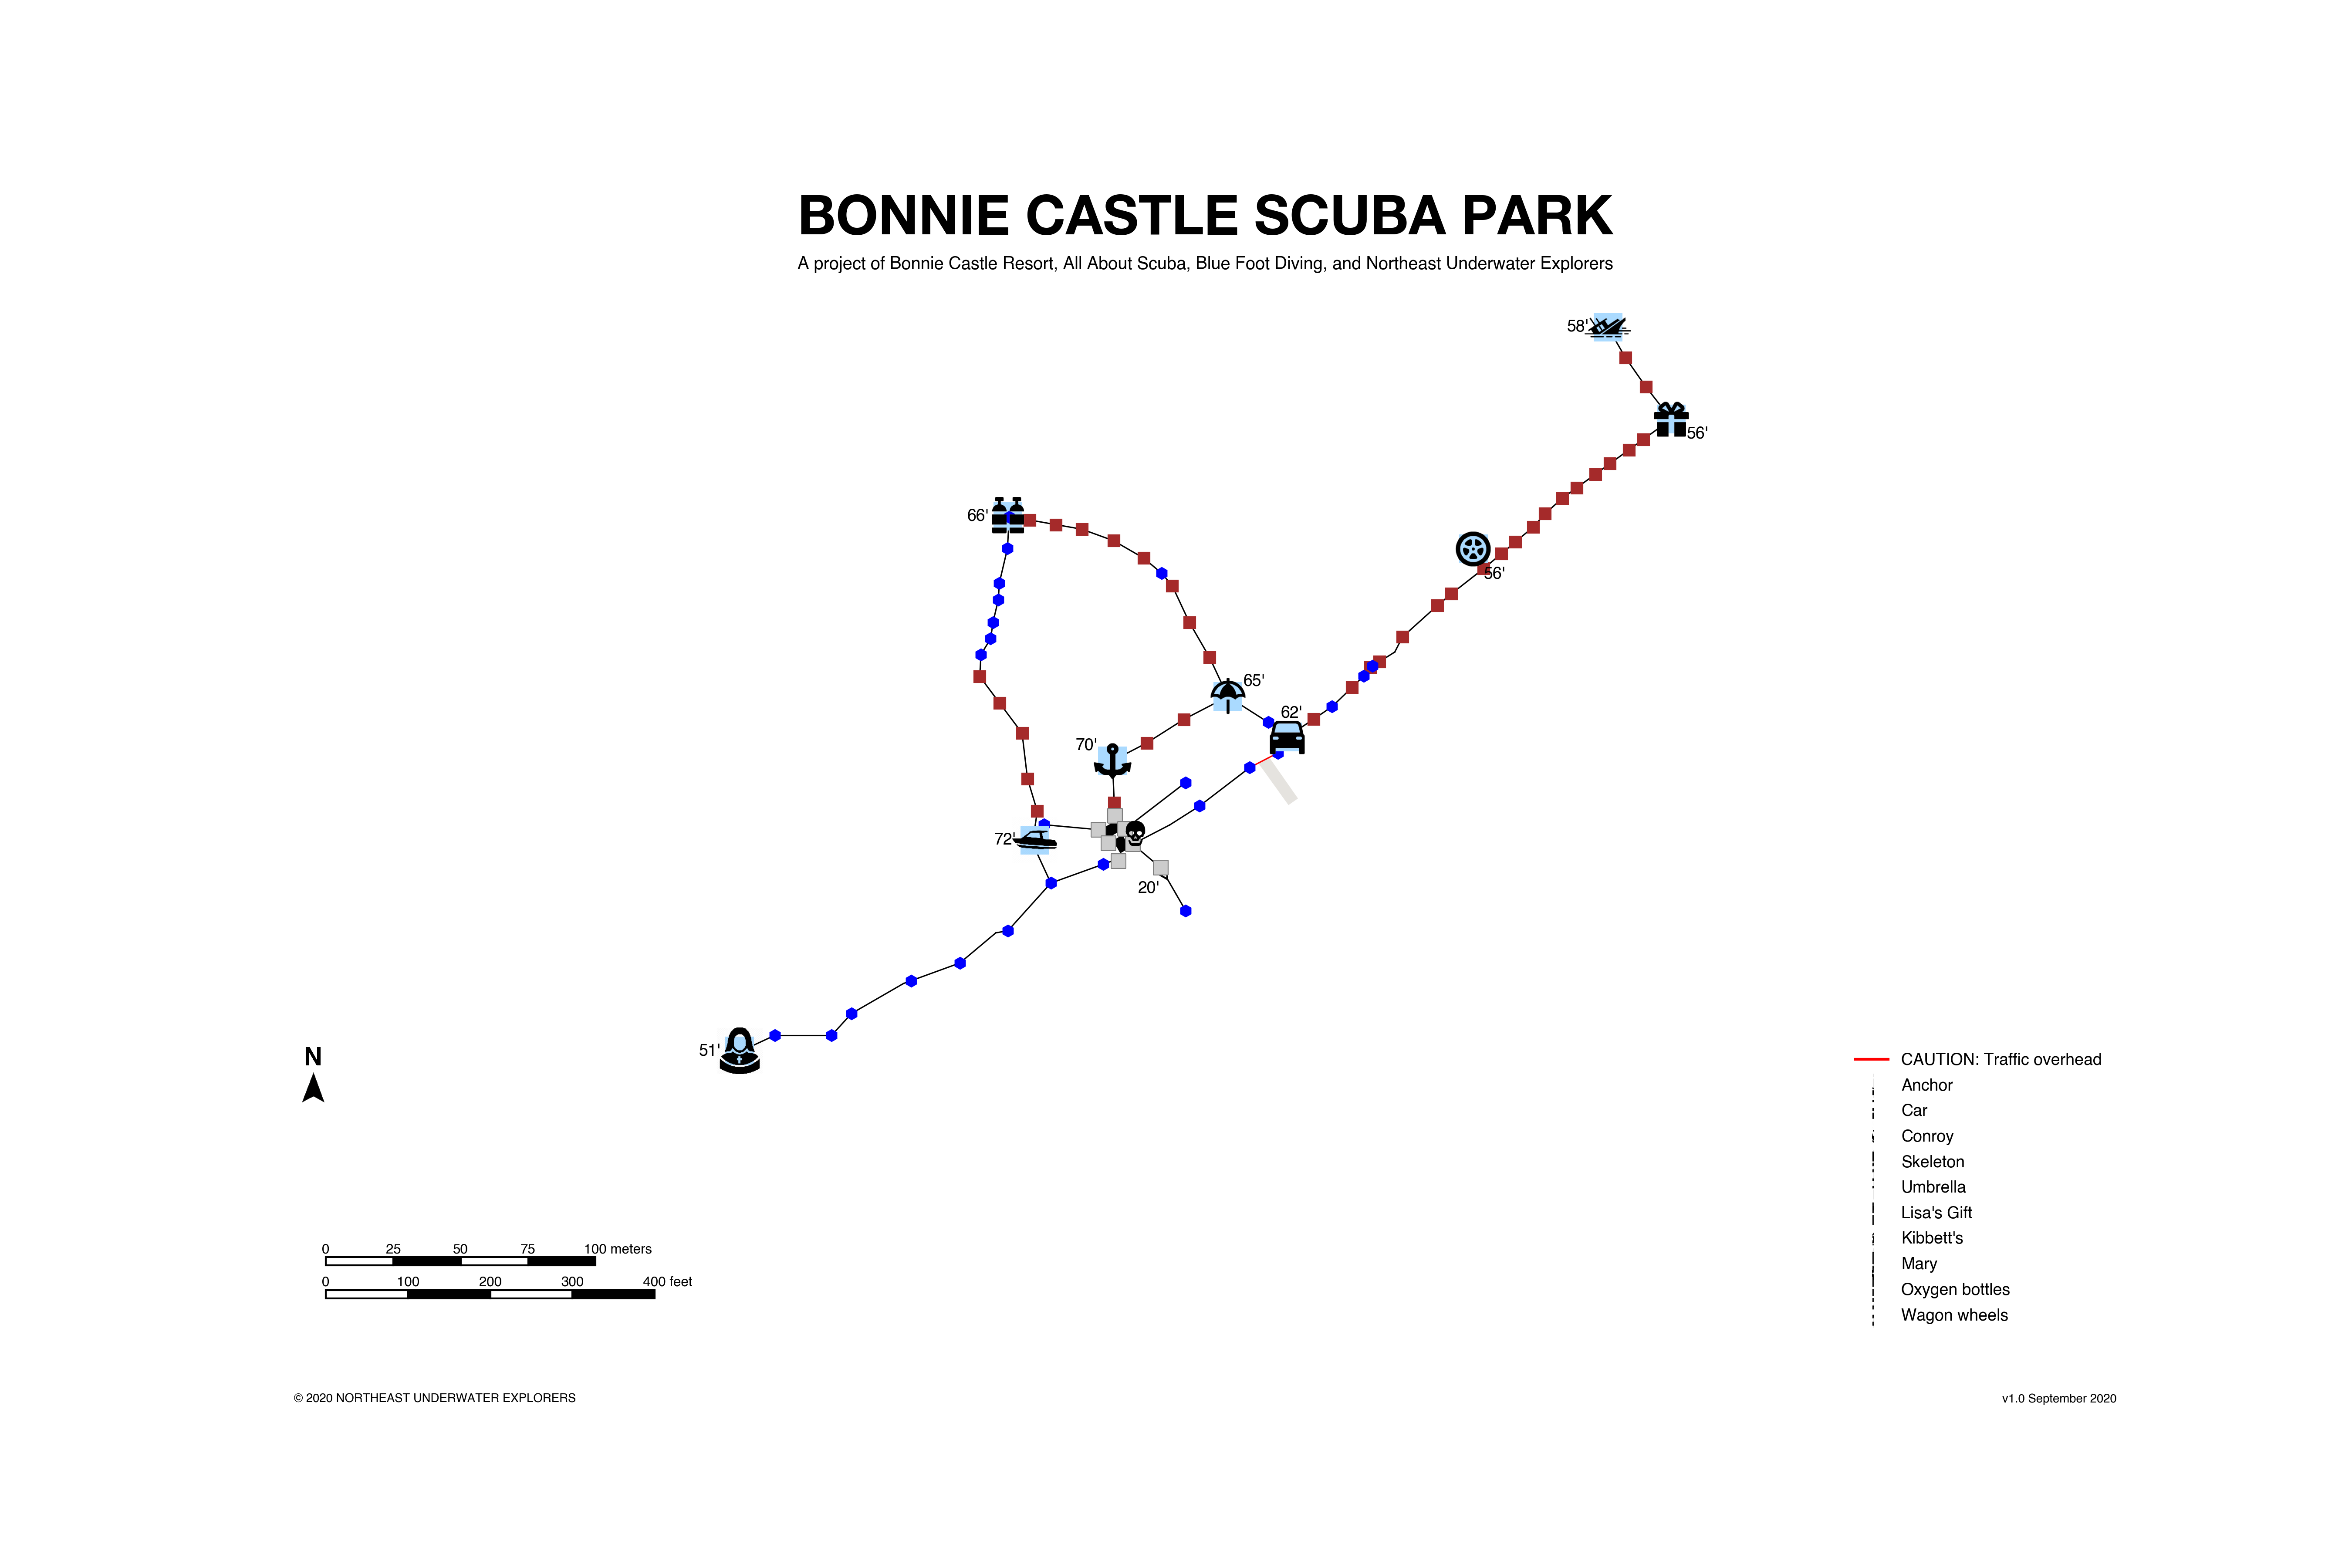 BONNIE CASTLE SCUBA PARK
A project of Bonnie Castle Resort, All About Scuba, Blue Foot Diving, and Northeast Underwater Explorers
58'
56'
66'
56'
65'
62'
70'
72'
20'
51'
N
CAUTION: Traffic overhead
Anchor
Car
Conroy
Skeleton
Umbrella
Lisa's Gift
Kibbett's
Mary
Oxygen bottles
Wagon wheels
0 25 50 75 100 meters
0 100 200 300 400 feet
© 2020 NORTHEAST UNDERWATER EXPLORERS
v1.0 September 2020